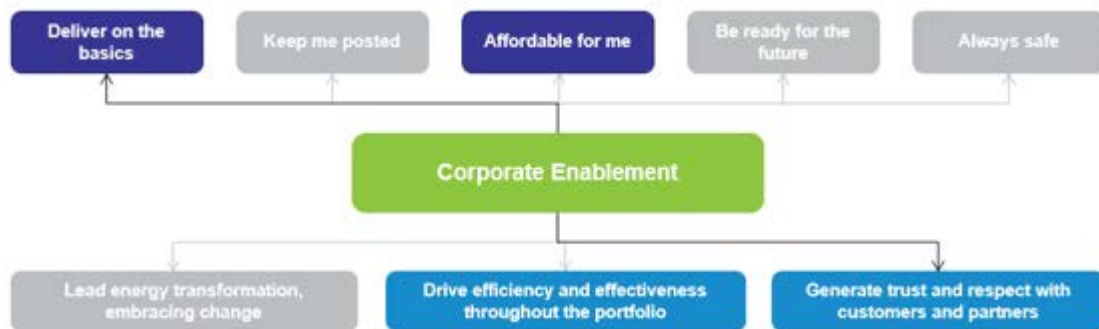 Deliver on the
basics
Keep me posted
Affordable for me
Be ready for the
future
Always safe
Corporate Enablement
Lead energy transformation,
embracing change
Drive efficiency and effectiveness
throughout the portfolio
Generate trust and respect with
customers and partners